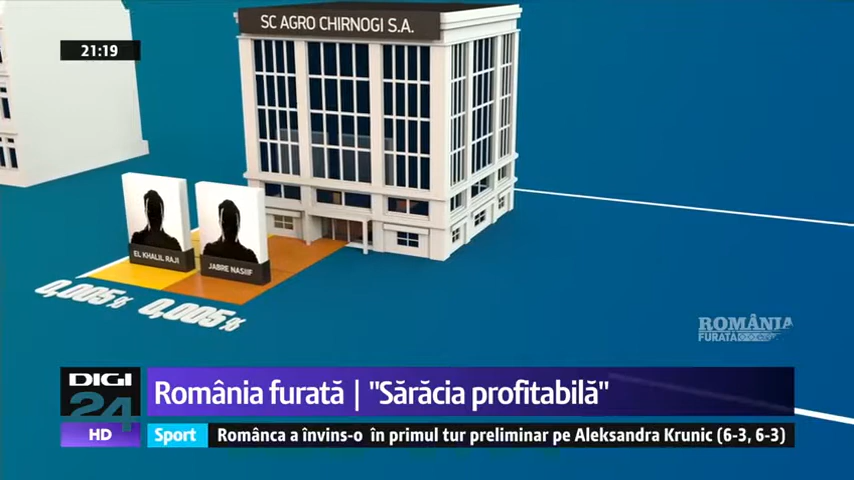 SC AGRO CHIRNOGI S.A.
21:19
EL KHALIL RAJI
JABRE NASIIF
0,005%
0,005%
ROMÂNIA
FURATĂ
DIGI
24
HD
România furată | "Sărăcia profitabilă"
Sport
Românca a învins-o în primul tur preliminar pe Aleksandra Krunic (6-3, 6-3)